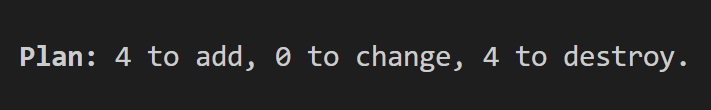 Plan: 4 to add, 0 to change, 4 to destroy.